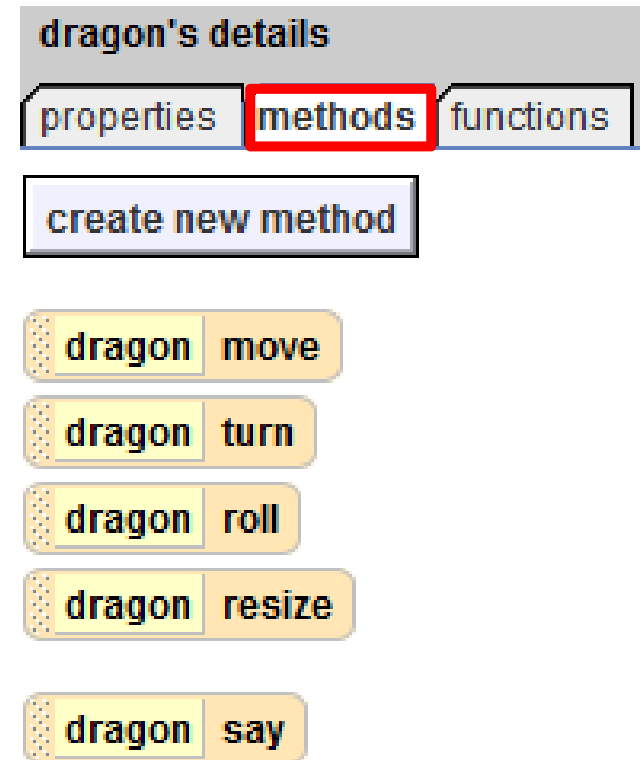 dragon's details
properties methods functions
create new method
dragon move
dragon turn
dragon roll
dragon resize
dragon say